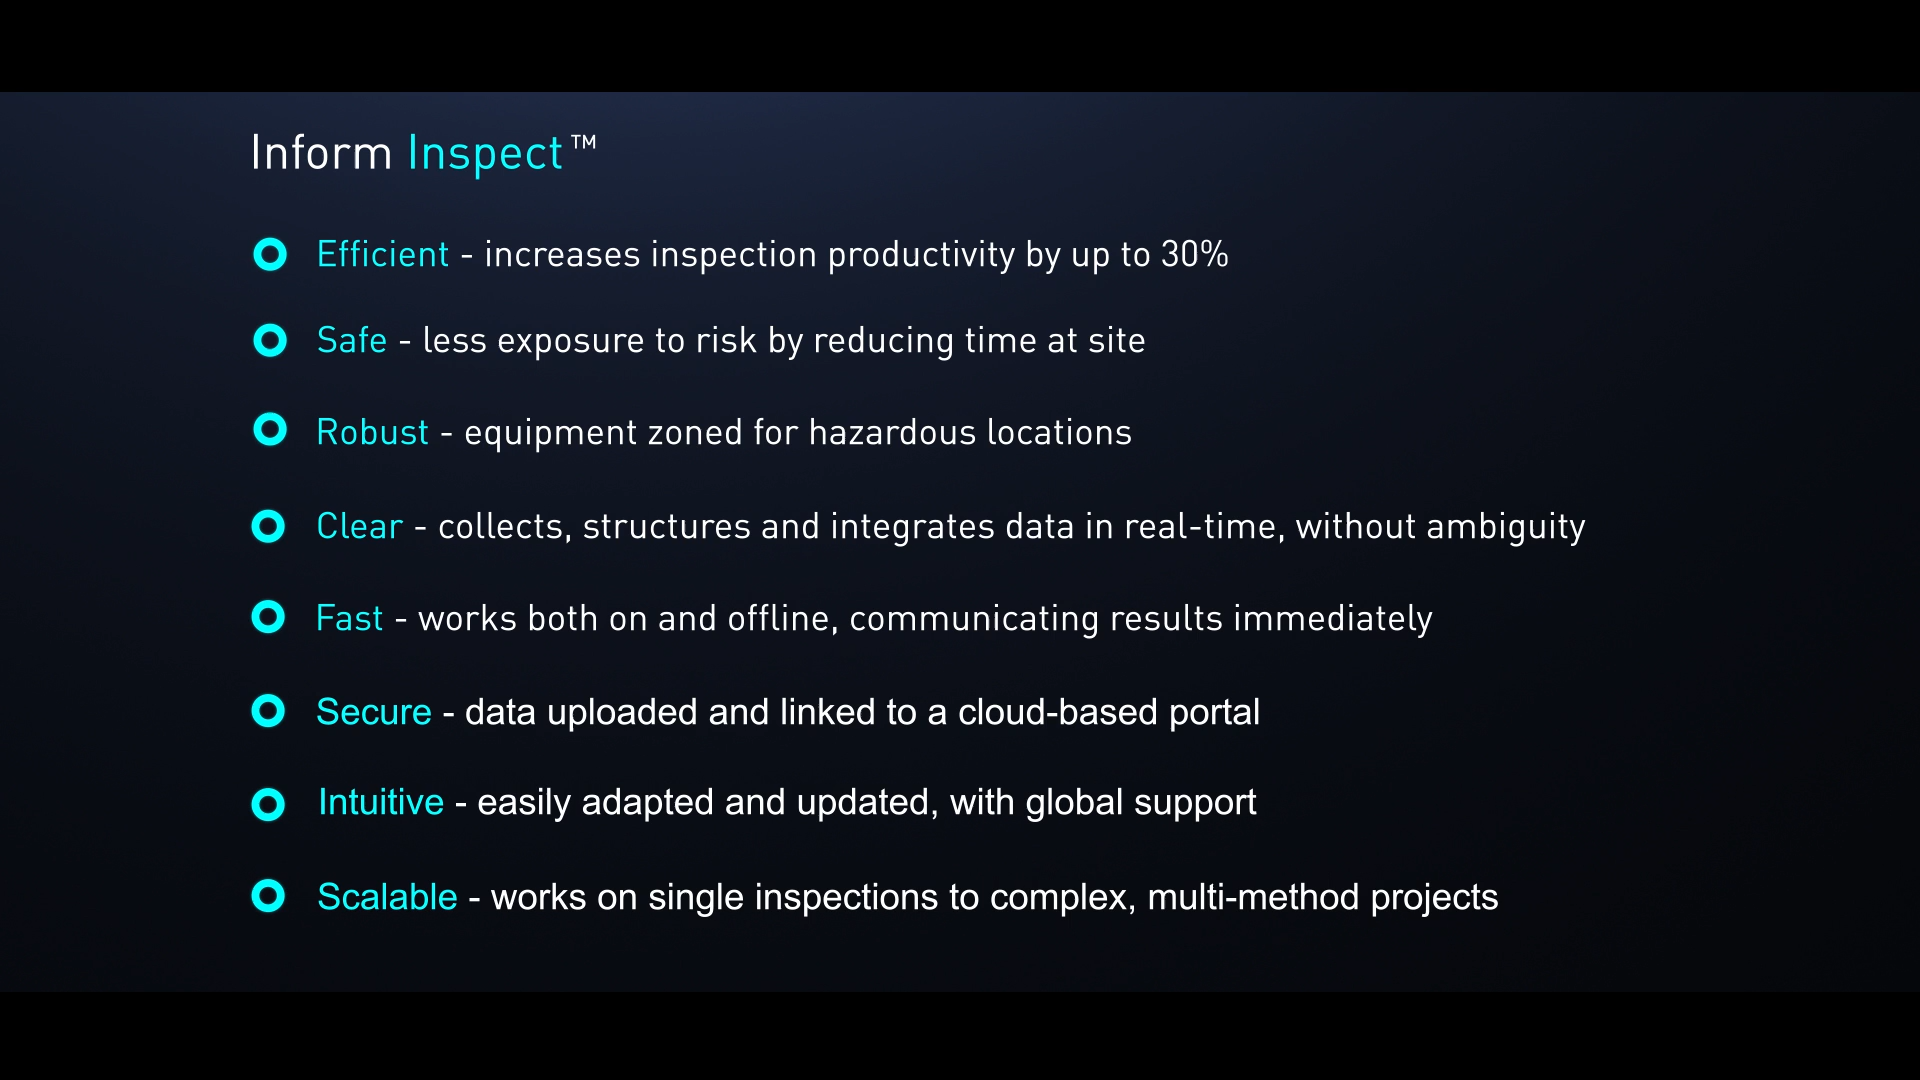 Inform Inspect™
Efficient - increases inspection productivity by up to 30%
Safe - less exposure to risk by reducing time at site
Robust - equipment zoned for hazardous locations
Clear - collects, structures and integrates data in real-time, without ambiguity
Fast - works both on and offline, communicating results immediately
Secure - data uploaded and linked to a cloud-based portal
Intuitive - easily adapted and updated, with global support
Scalable - works on single inspections to complex, multi-method projects